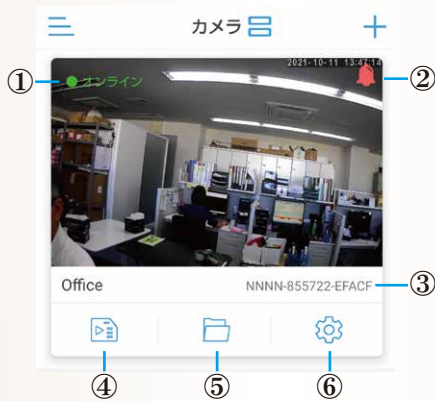 カメラ
2021-10-11 13:47:14
① オンライン ②
Office NNNN-855722-EFACF ③
④ ⑤ ⑥